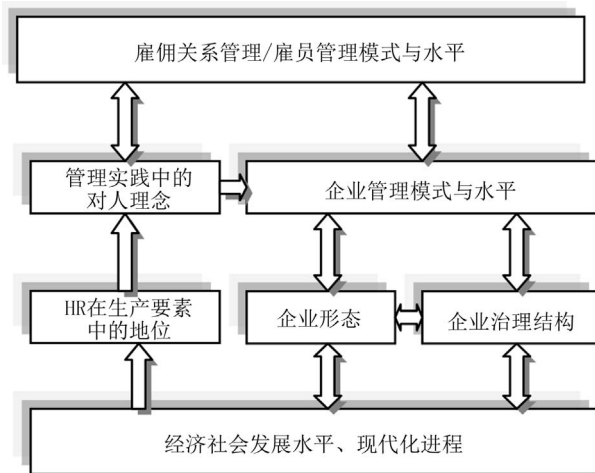 雇佣关系管理/雇员管理模式与水平
管理实践中的
对人理念
企业管理模式与水平
HR在生产要素
中的地位
企业形态
企业治理结构
经济社会发展水平、现代化进程